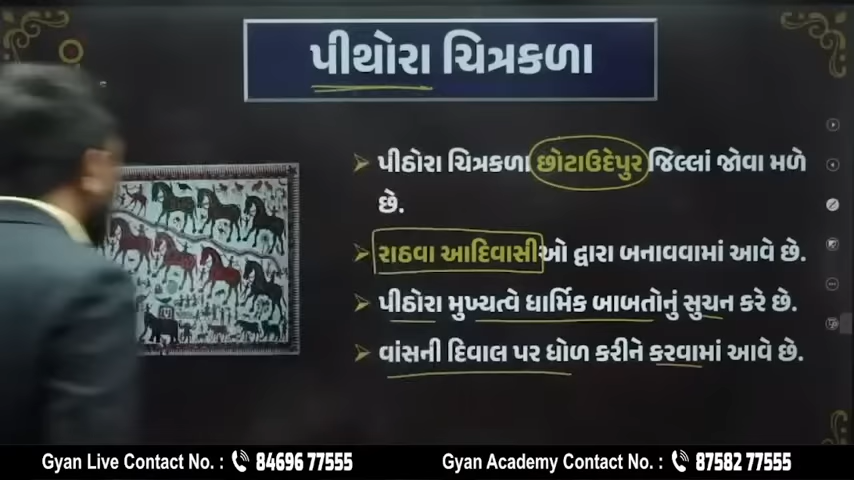 પીથોરા ચિત્રકળા
➢ પીઠોરા ચિત્રકળા છોટાઉદેપુર જિલ્લાં જોવા મળે
છે.
➢ રાઠવા આદિવાસીઓ દ્વારા બનાવવામાં આવે છે.
➢ પીઠોરા મુખ્યત્વે ધાર્મિક બાબતોનું સુચન કરે છે.
➢ વાંસની દિવાલ પર ધોળ કરીને કરવામાં આવે છે.
Gyan Live Contact No. : 84696 77555
Gyan Academy Contact No. : 87582 77555